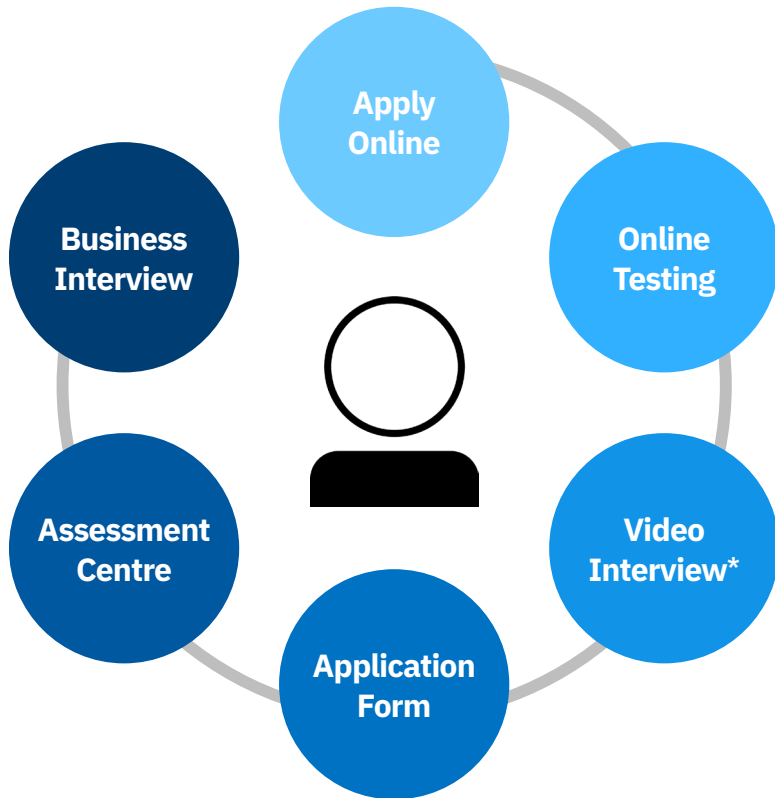 Apply
Online
Online
Testing
Video
Interview*
Application
Form
Assessment
Centre
Business
Interview